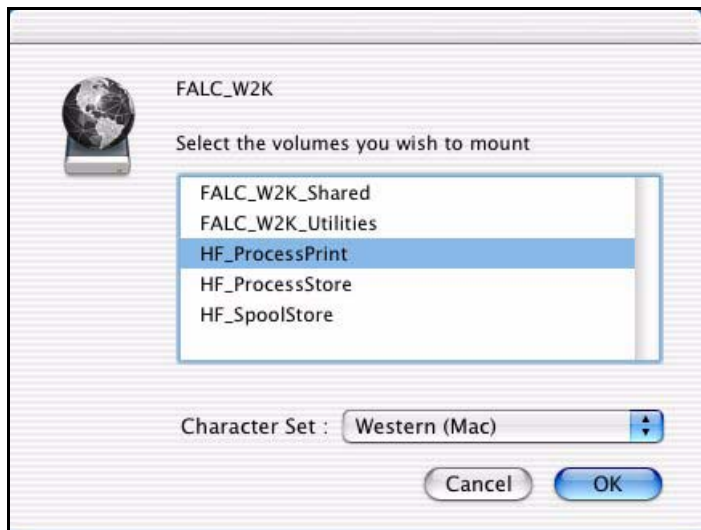 FALC_W2K
Select the volumes you wish to mount
FALC_W2K_Shared
FALC_W2K_Utilities
HF_ProcessPrint
HF_ProcessStore
HF_SpoolStore
Character Set : Western (Mac)
Cancel OK